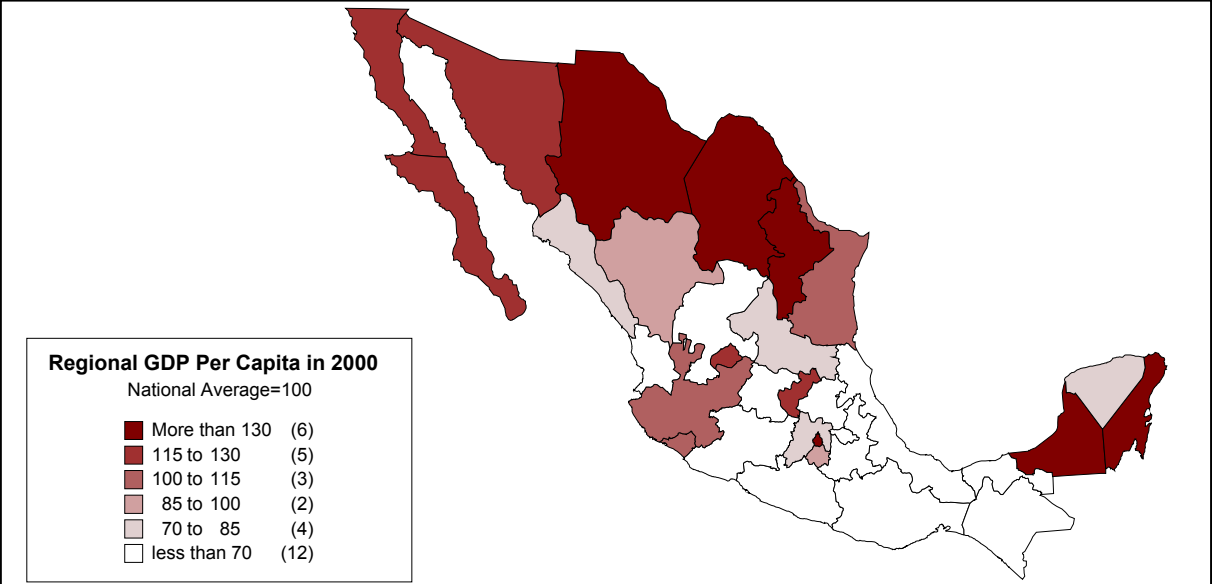 Regional GDP Per Capita in 2000
National Average=100
More than 130 (6)
115 to 130 (5)
100 to 115 (3)
85 to 100 (2)
70 to 85 (4)
less than 70 (12)